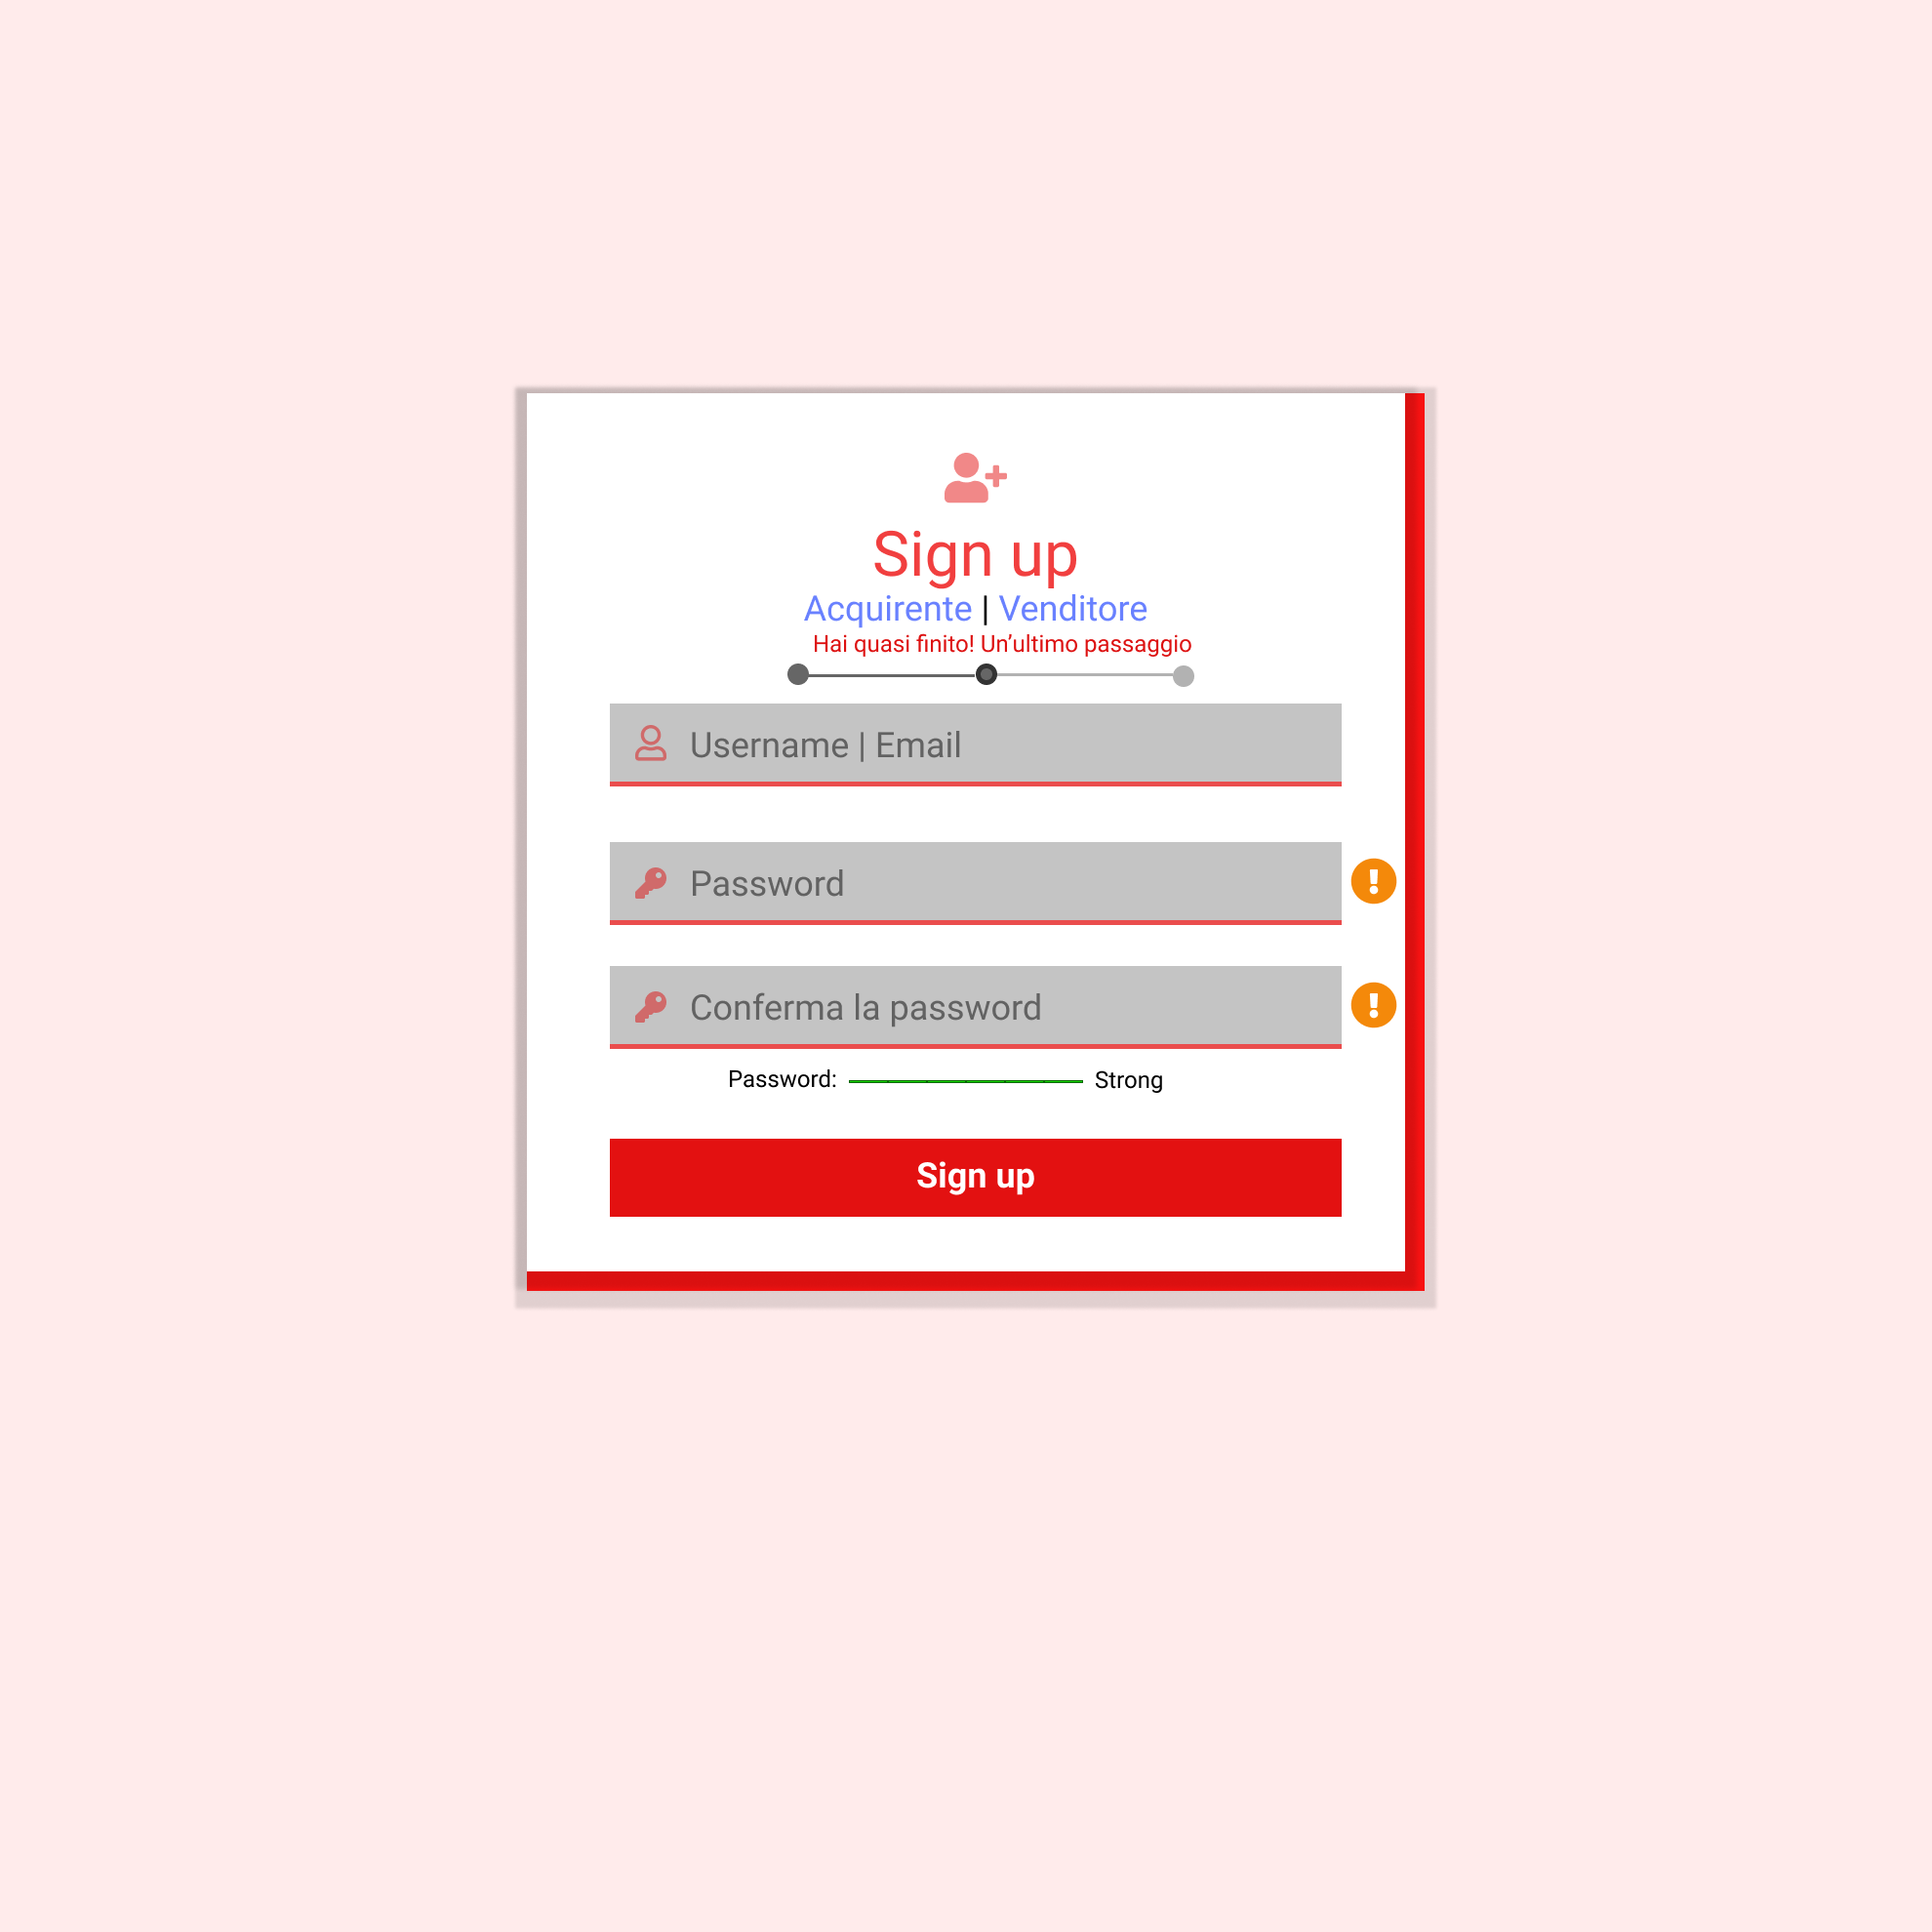 Sign up
Acquirente | Venditore
Hai quasi finito! Un’ultimo passaggio
Username | Email
Password
Conferma la password
Password: Strong
Sign up